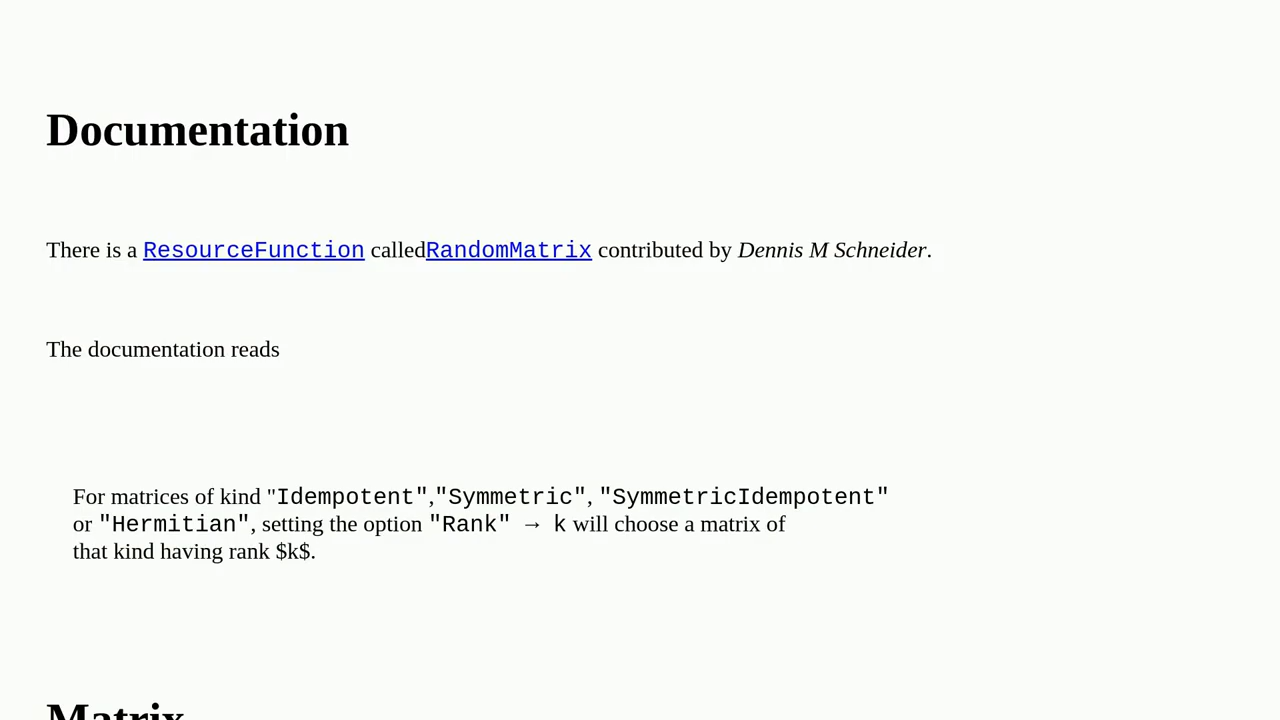 Documentation
There is a ResourceFunction calledRandomMatrix contributed by Dennis M Schneider.
The documentation reads
For matrices of kind "Idempotent","Symmetric", "SymmetricIdempotent"
or "Hermitian", setting the option "Rank" → k will choose a matrix of
that kind having rank $k$.
Matrix